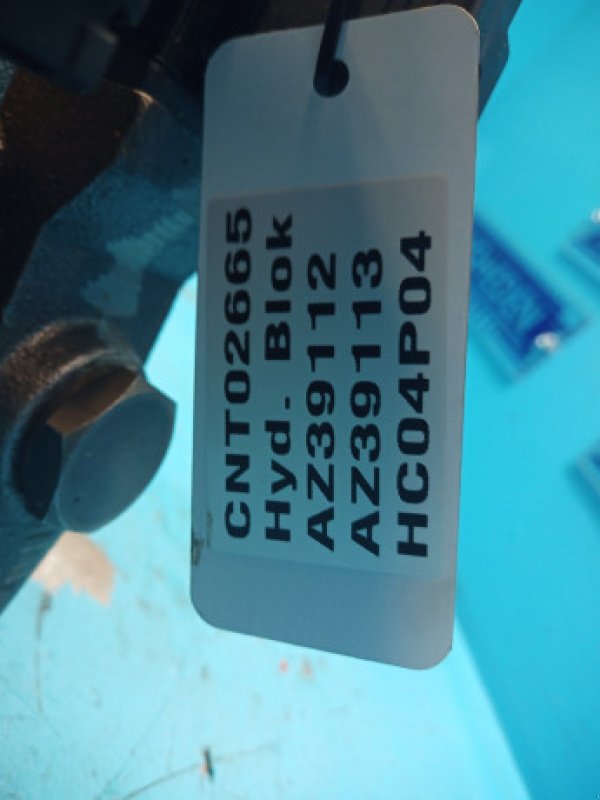 CNT02665
Hyd. Blok
AZ39112
AZ39113
HC04P04